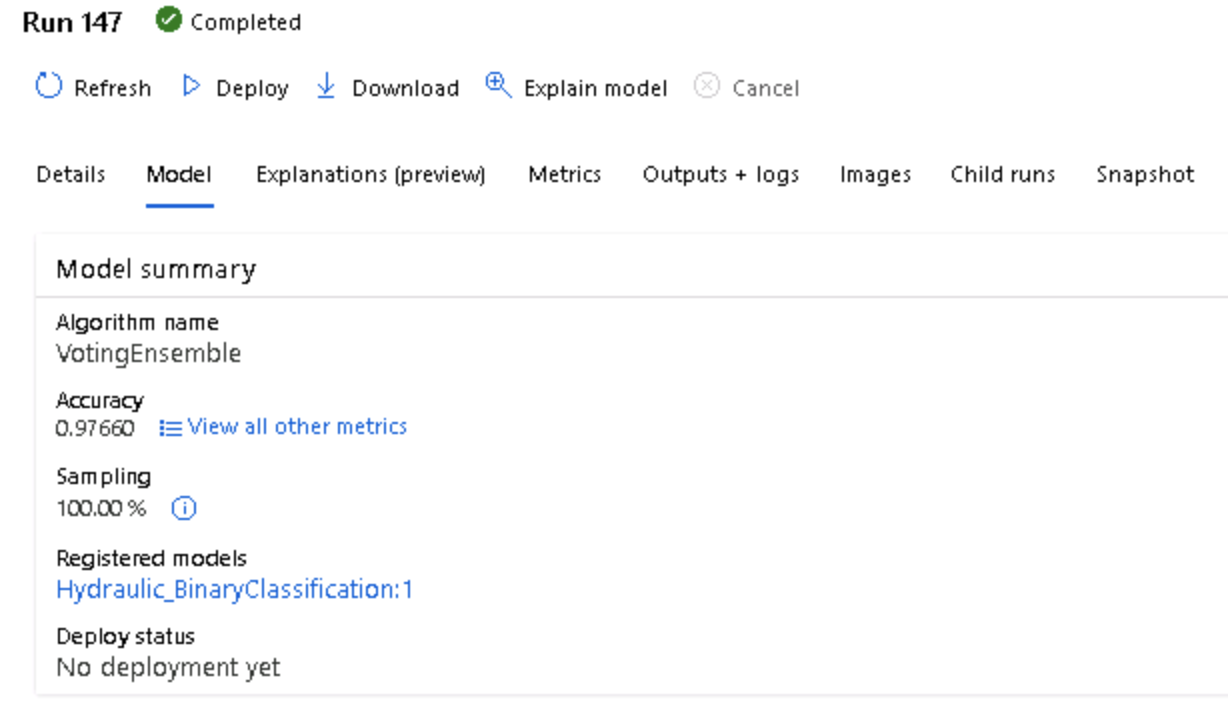 Run 147 Completed
Refresh Deploy Download Explain model Cancel
Details Model Explanations (preview) Metrics Outputs + logs Images Child runs Snapshot
Model summary
Algorithm name
VotingEnsemble
Accuracy
0.97660 View all other metrics
Sampling
100.00 %
Registered models
Hydraulic_BinaryClassification:1
Deploy status
No deployment yet